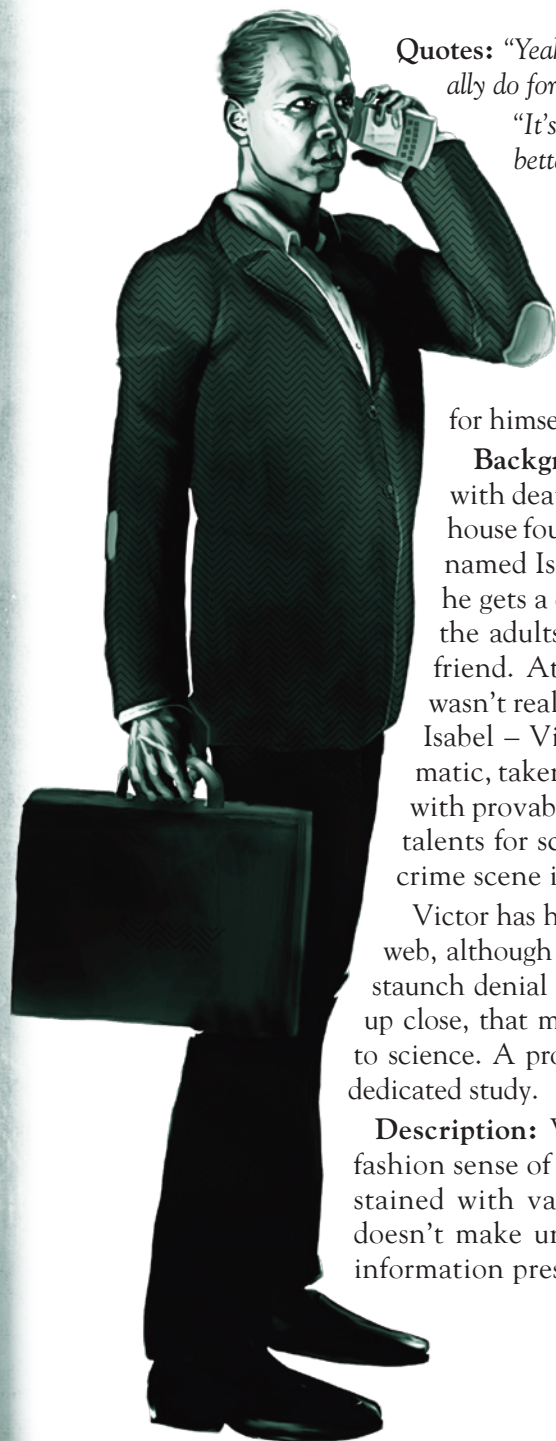 Quotes: “Yeah
ally do for
“It’s
bette
for himse
Backgr
with dea
house fou
named Is
he gets a
the adults
friend. At
wasn’t real
Isabel – Vi
matic, taken
with provab
talents for sc
crime scene i
Victor has h
web, although
staunch denial
up close, that m
to science. A pro
dedicated study.
Description: V
fashion sense of
stained with va
doesn’t make un
information pres